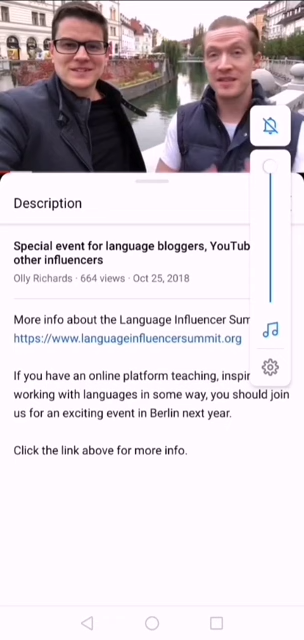 Description
Special event for language bloggers, YouTub
other influencers
Olly Richards · 664 views · Oct 25, 2018
More info about the Language Influencer Sum
https://www.languageinfluencersummit.org
If you have an online platform teaching, inspir
working with languages in some way, you should join
us for an exciting event in Berlin next year.
Click the link above for more info.